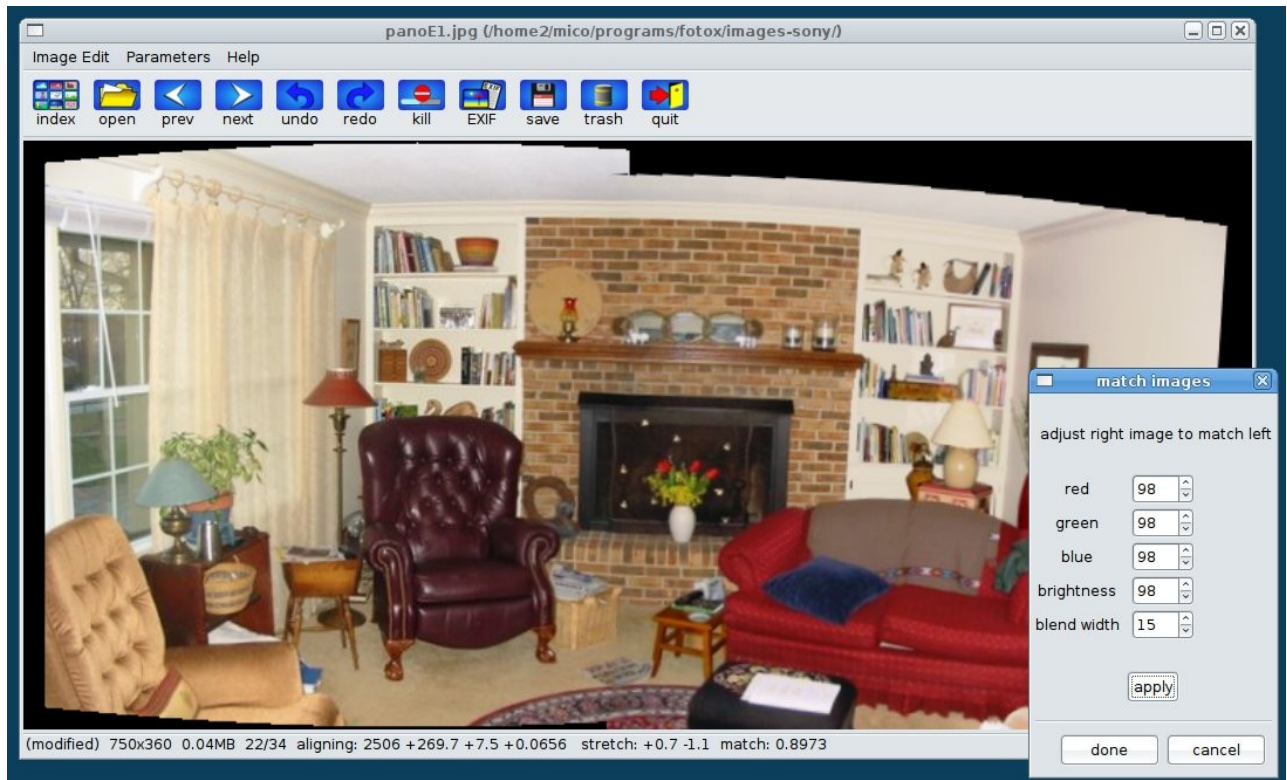 panoE1.jpg (/home2/mico/programs/fotox/images-sony/)
Image Edit Parameters Help
index open prev next undo redo kill EXIF save trash quit
match images
adjust right image to match left
red 98
green 98
blue 98
brightness 98
blend width 15
apply
done cancel
(modified) 750x360 0.04MB 22/34 aligning: 2506 +269.7 +7.5 +0.0656 stretch: +0.7 -1.1 match: 0.8973